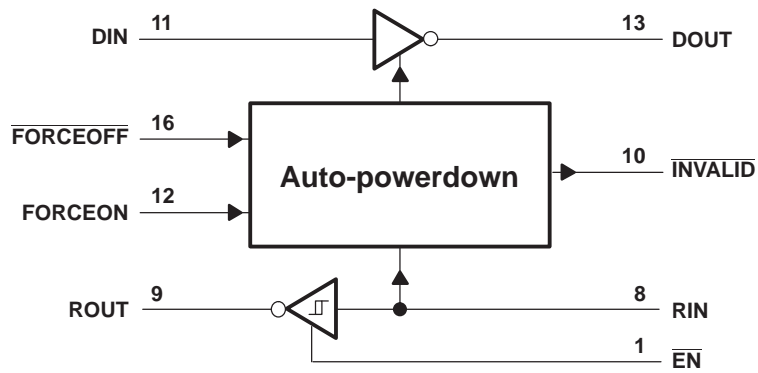 DIN 11 13 DOUT
FORCEOFF 16
Auto-powerdown
10 INVALID
FORCEON 12
ROUT 9 8 RIN
1 EN